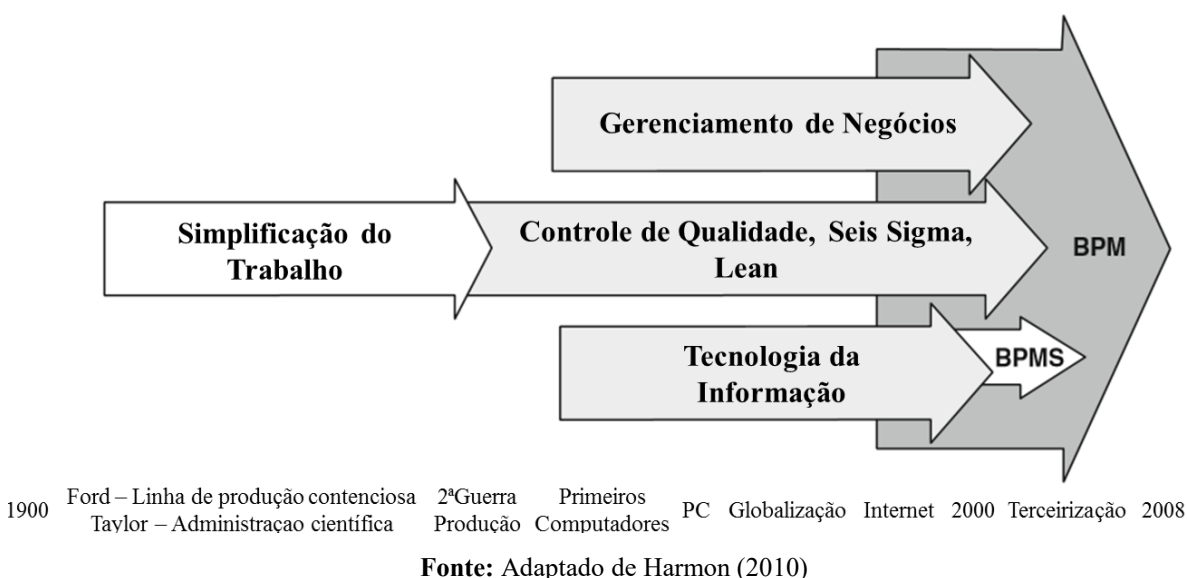 Gerenciamento de Negócios
Simplificação do
Trabalho
Controle de Qualidade, Seis Sigma,
Lean
BPM
Tecnologia da
Informação
BPMS
1900 Ford – Linha de produção contenciosa 2ªGuerra Primeiros PC Globalização Internet 2000 Terceirização 2008
Taylor – Administraçao científica Produção Computadores
Fonte: Adaptado de Harmon (2010)